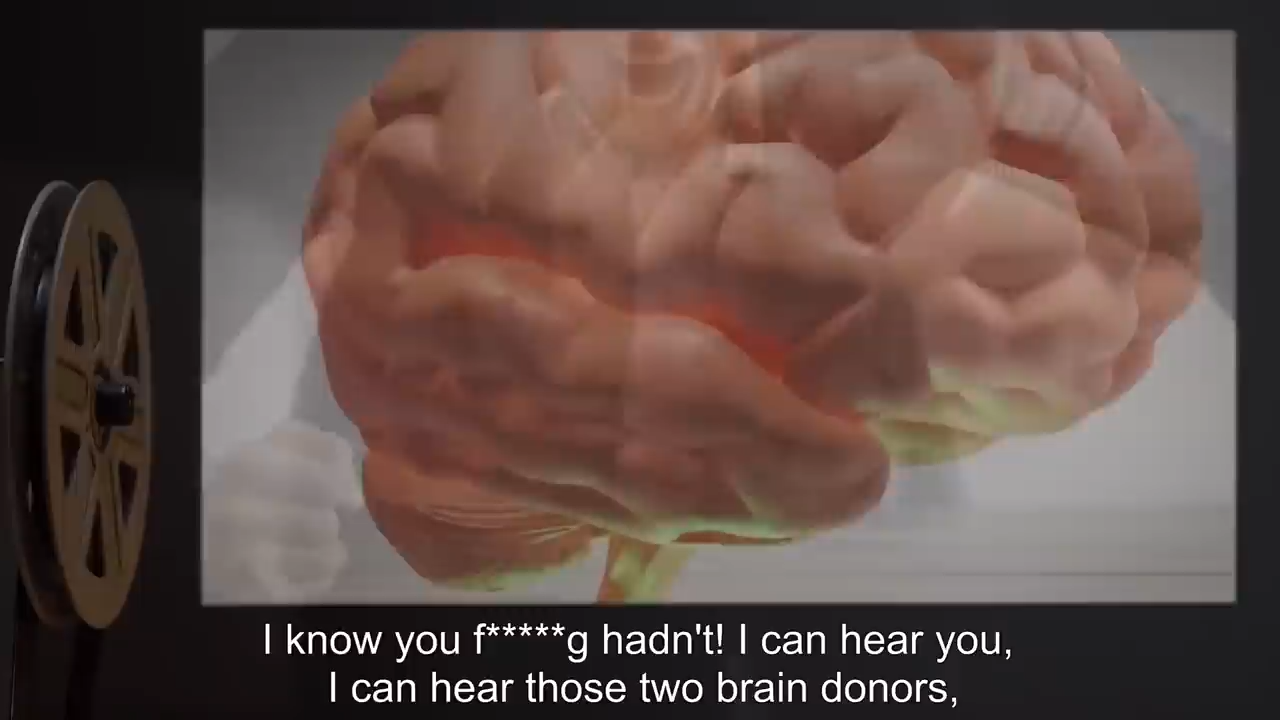 I know you f*****g hadn't! I can hear you,
I can hear those two brain donors,